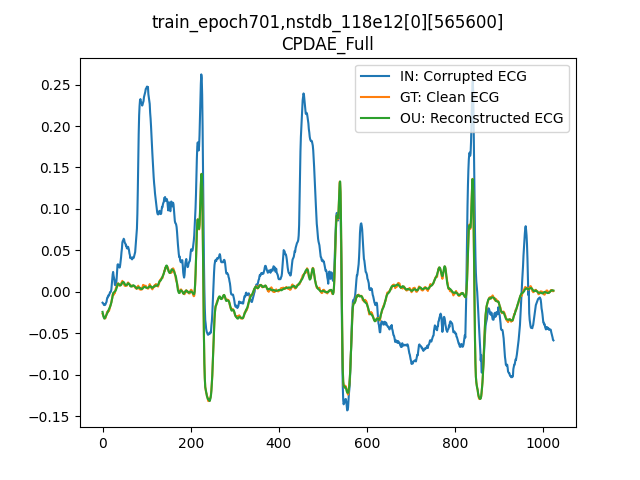 train_epoch701,nstdb_118e12[0][565600]
CPDAE_Full
IN: Corrupted ECG
GT: Clean ECG
OU: Reconstructed ECG
0.25
0.20
0.15
0.10
0.05
0.00
−0.05
−0.10
−0.15
0 200 400 600 800 1000